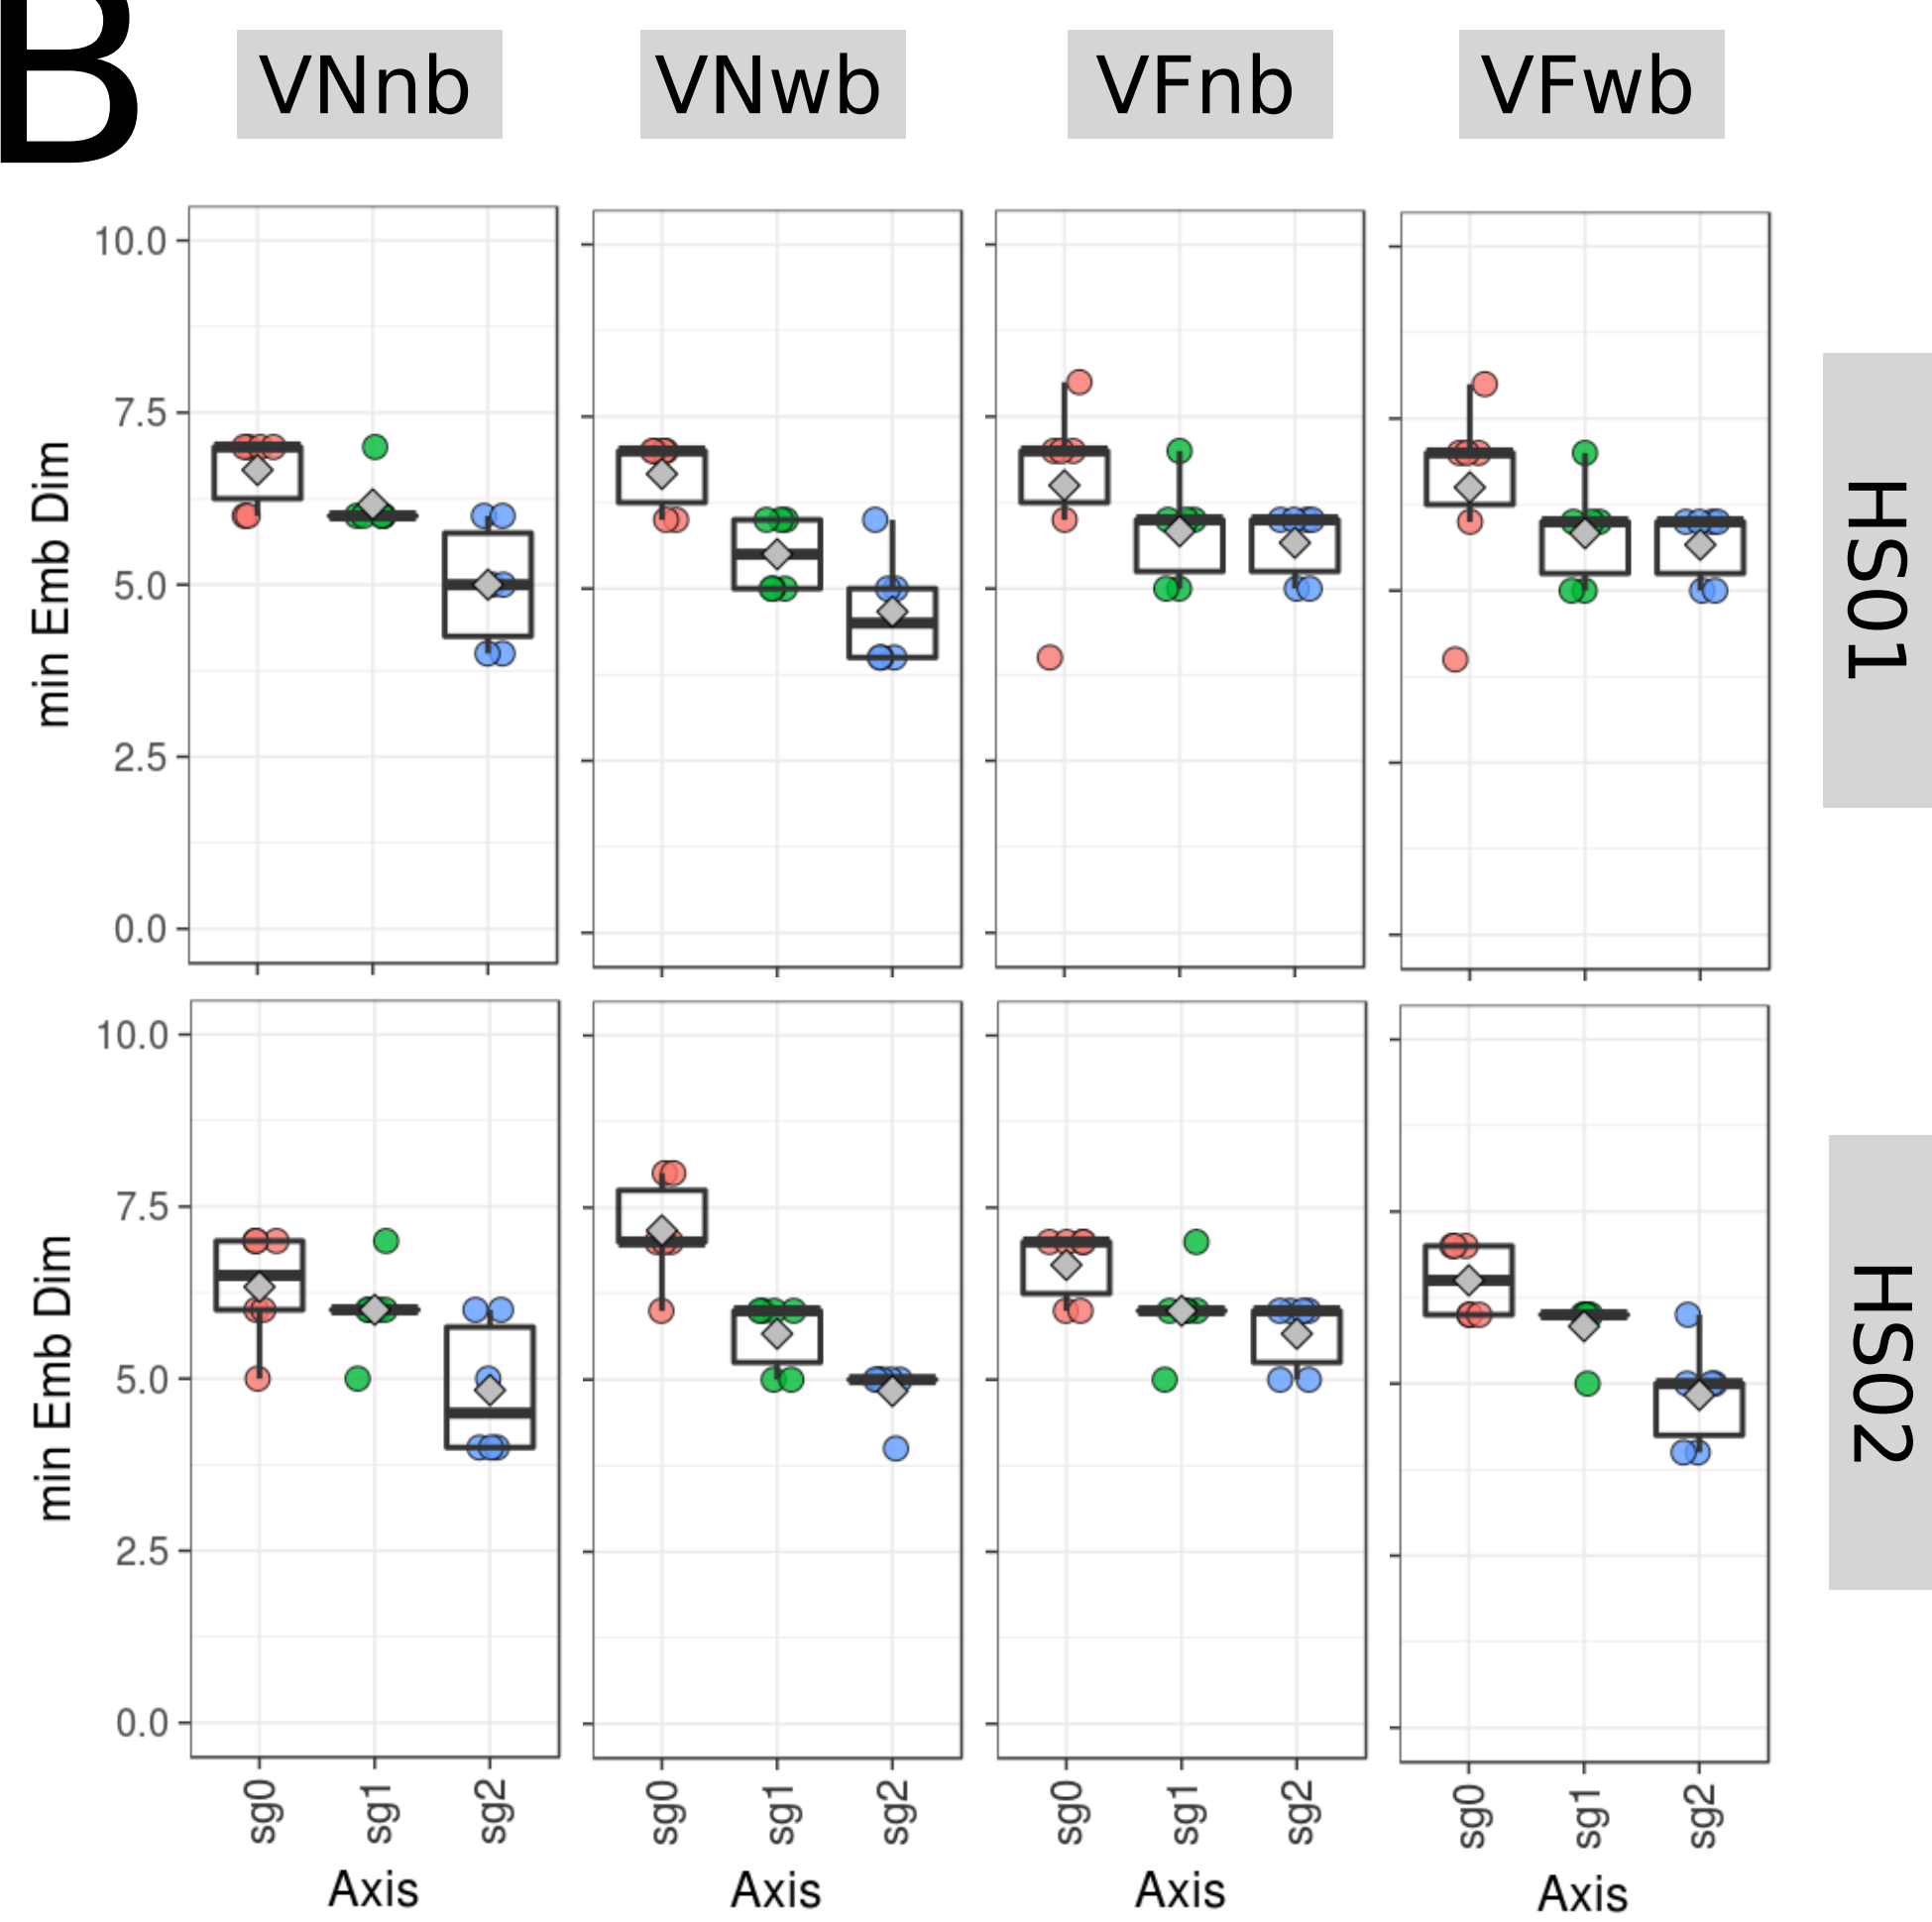 B
VNnb VNwb VFnb VFwb
min Emb Dim
10.0
7.5
5.0
2.5
0.0
HS01
min Emb Dim
10.0
7.5
5.0
2.5
0.0
HS02
sg0 sg1 sg2 sg0 sg1 sg2 sg0 sg1 sg2 sg0 sg1 sg2
Axis Axis Axis Axis